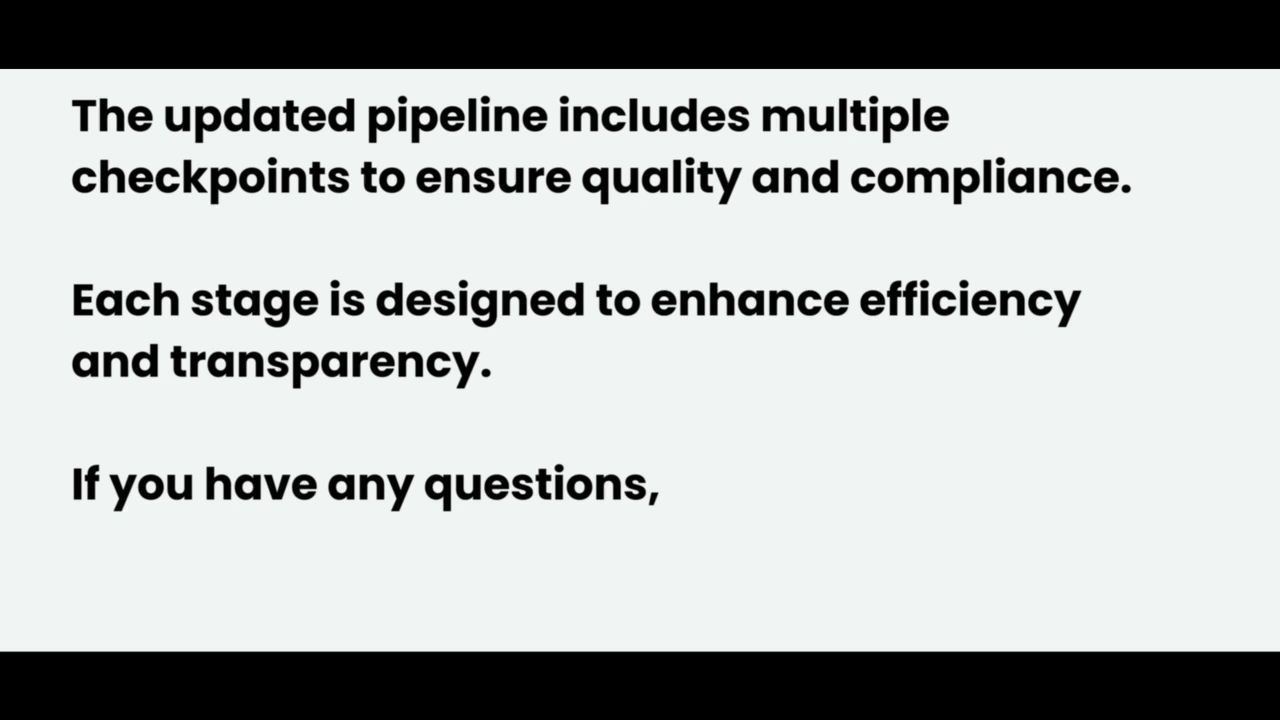 The updated pipeline includes multiple
checkpoints to ensure quality and compliance.
Each stage is designed to enhance efficiency
and transparency.
If you have any questions,